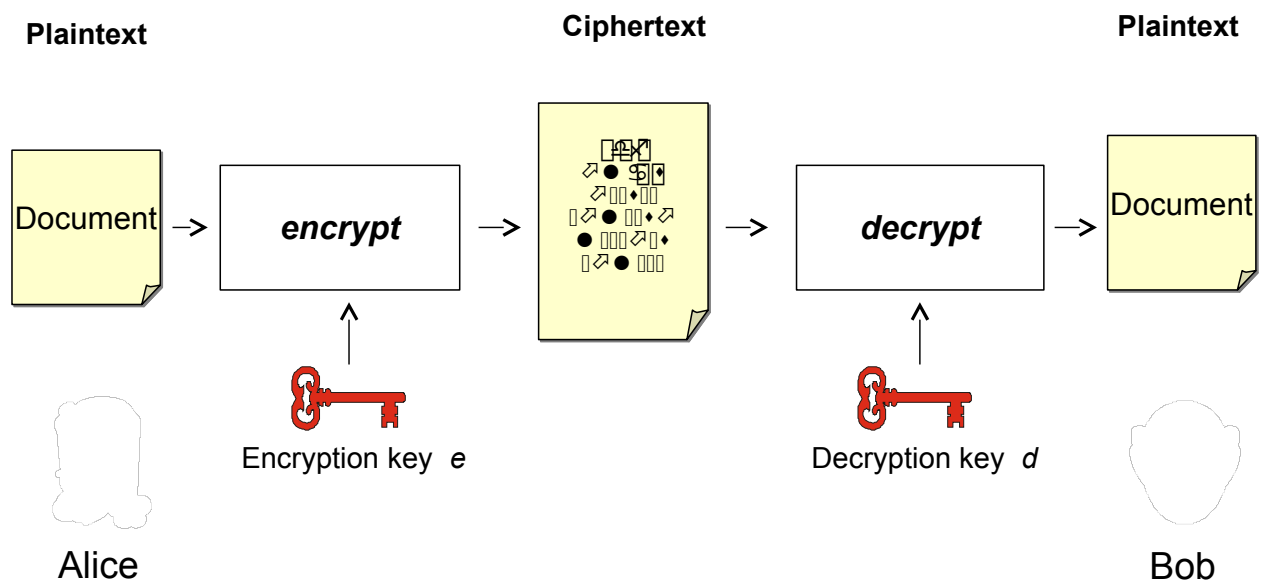 Plaintext
Ciphertext
Plaintext
Document
encrypt
decrypt
Document
Encryption key e
Decryption key d
Alice
Bob